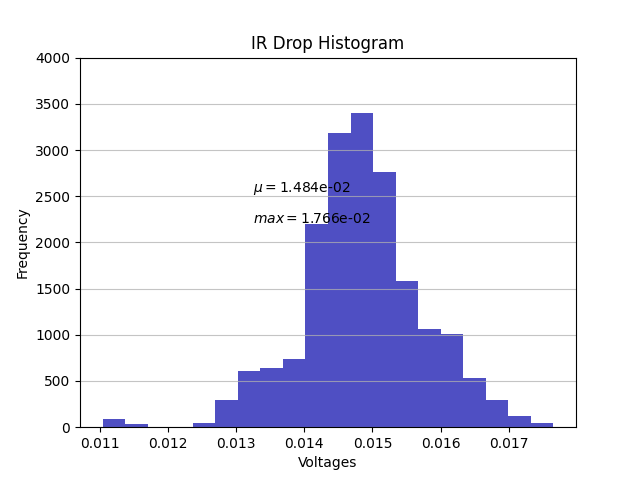 IR Drop Histogram
4000
3500
3000
2500
2000
1500
1000
500
0
Frequency
μ = 1.484e-02
max = 1.766e-02
0.011 0.012 0.013 0.014 0.015 0.016 0.017
Voltages